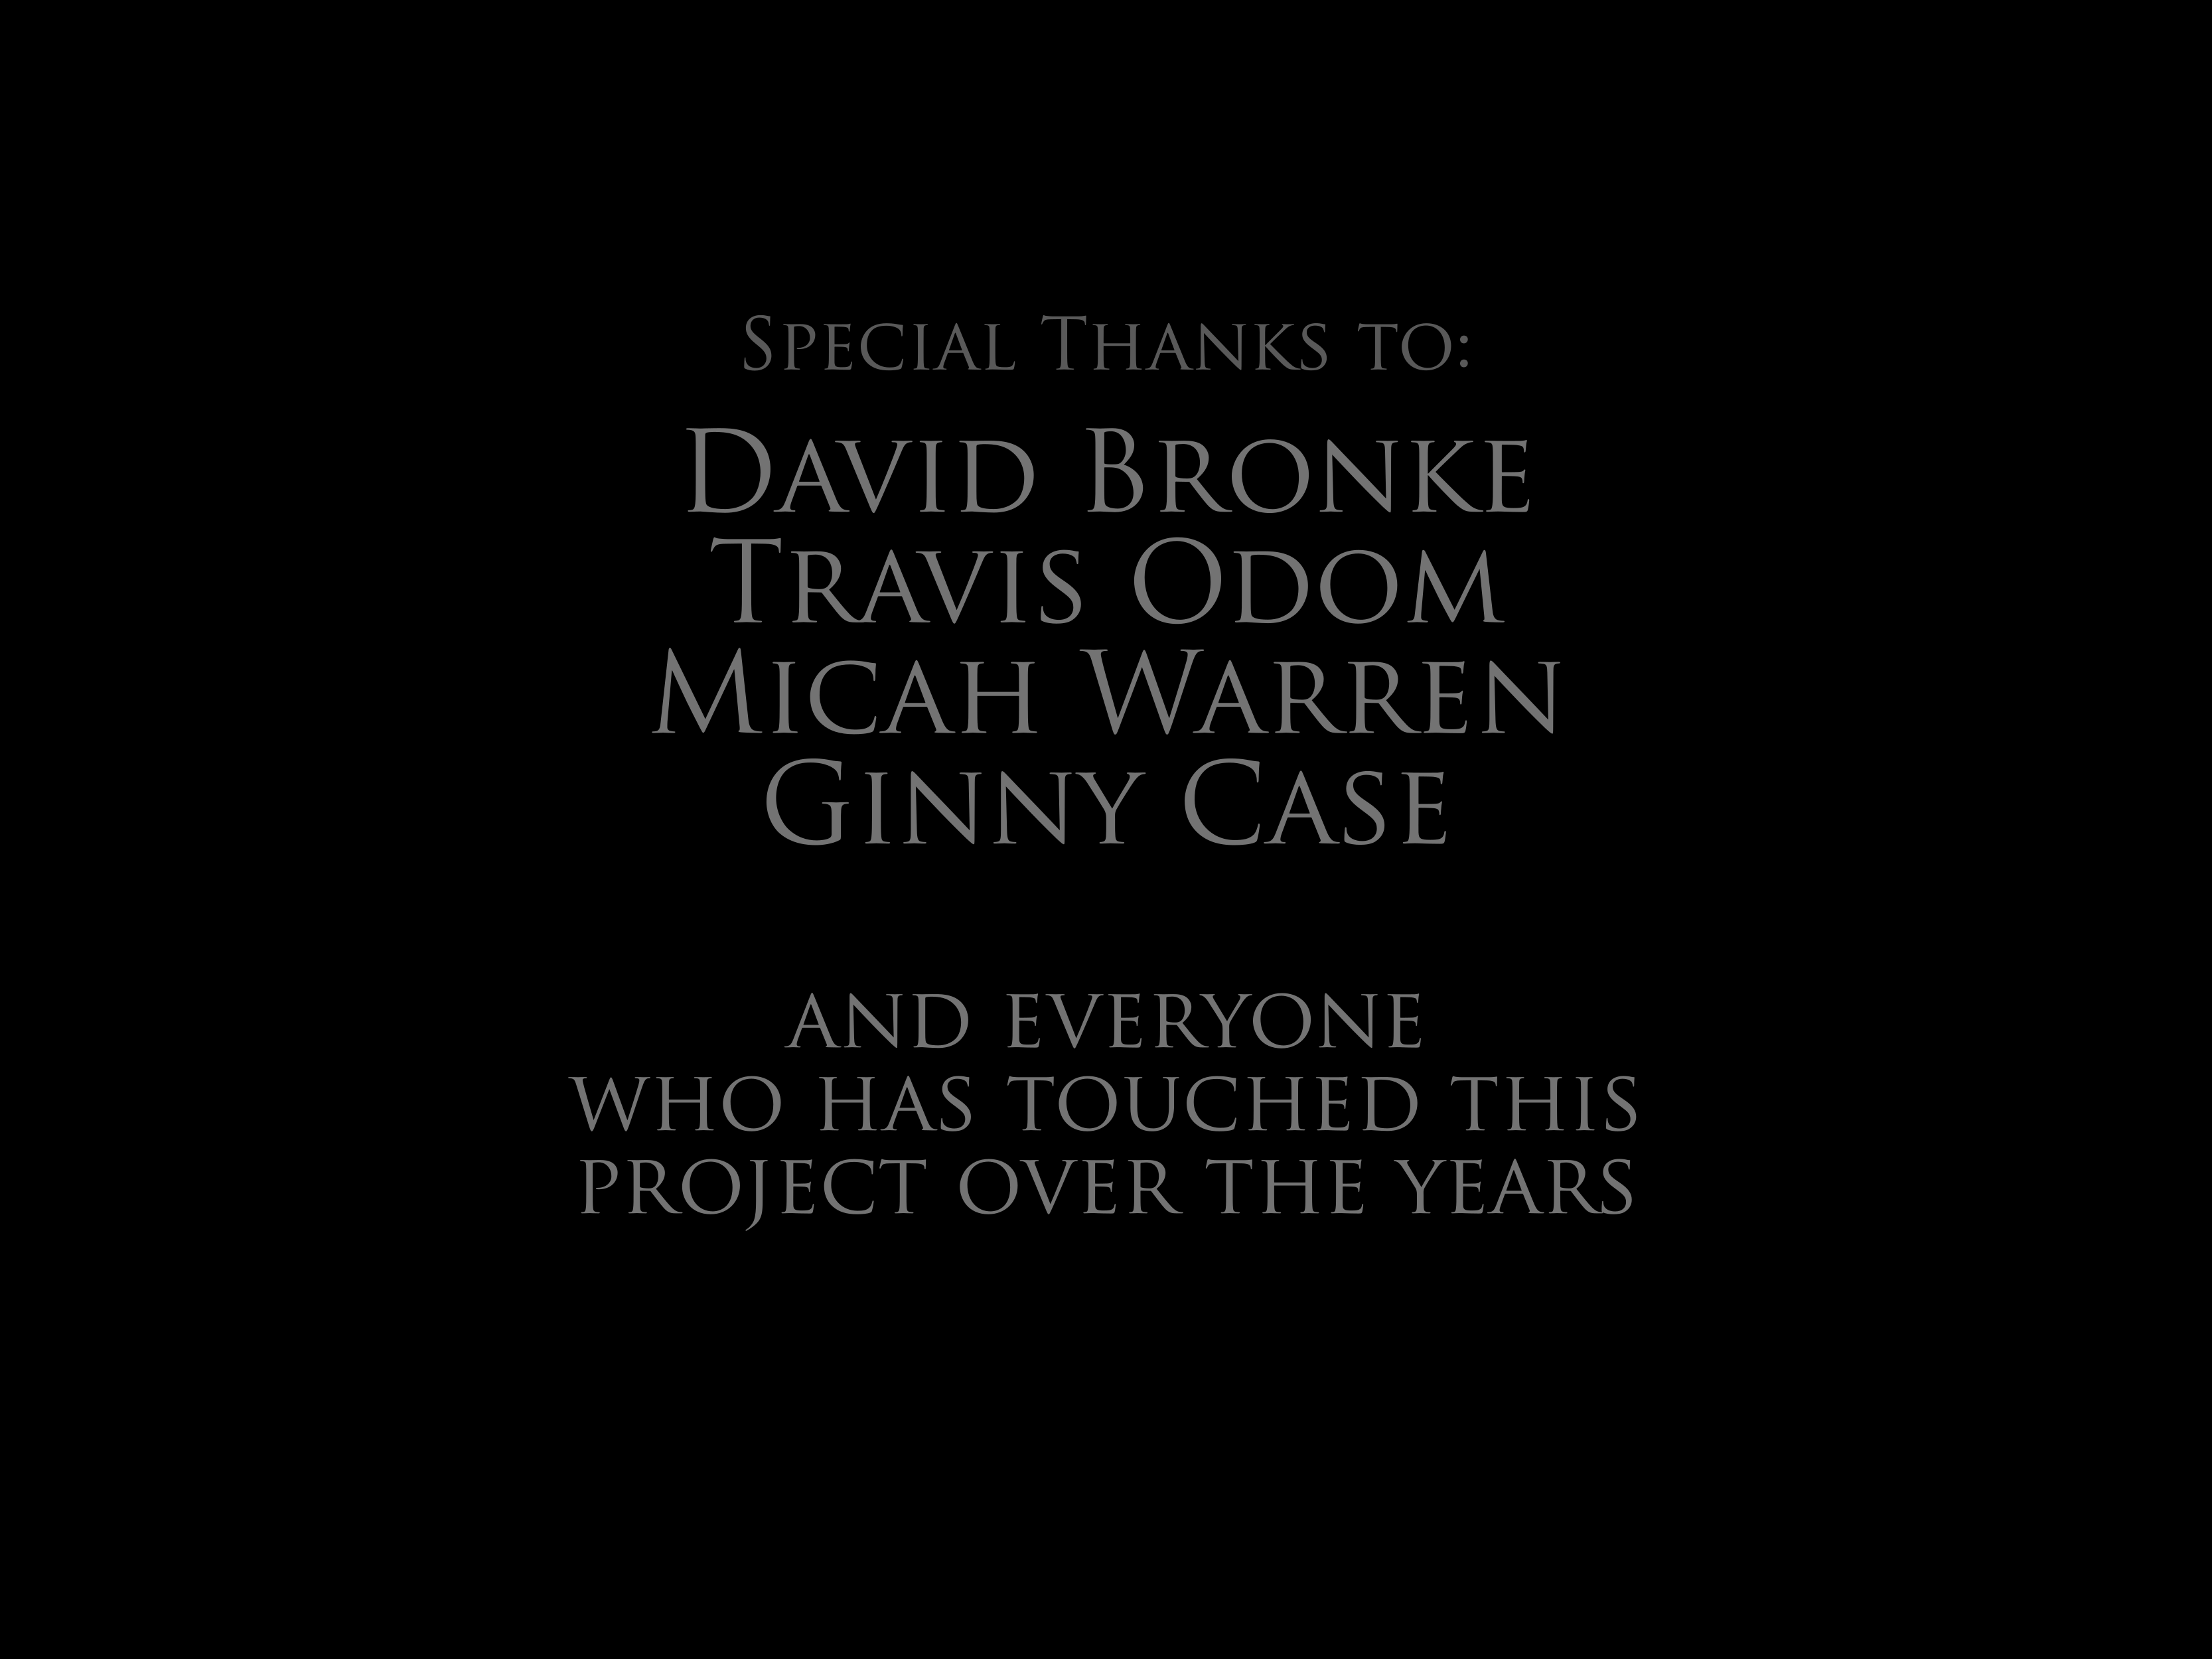 Special Thanks to:
David Bronke
Travis Odom
Micah Warren
Ginny Case
and everyone
who has touched this
project over the years